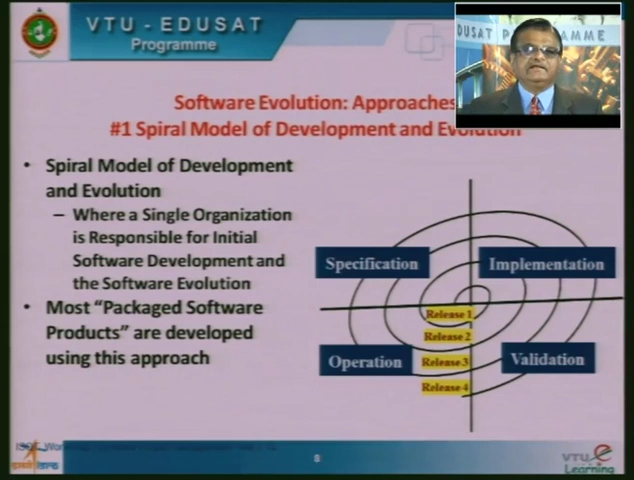 VTU - EDUSAT
Programme
EDUSAT PROGRAMME
Software Evolution: Approaches
#1 Spiral Model of Development and Evolution
• Spiral Model of Development
and Evolution
– Where a Single Organization
is Responsible for Initial
Software Development and
the Software Evolution
• Most “Packaged Software
Products” are developed
using this approach
Specification
Implementation
Release 1
Release 2
Release 3
Release 4
Operation
Validation
8
VTU e
Learning